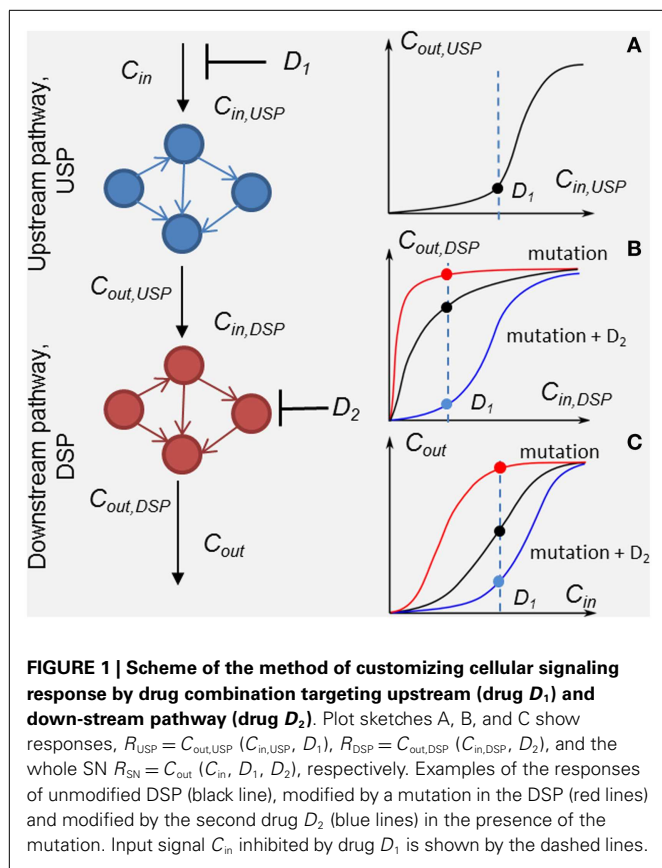 C_in
D_1
C_in,USP
Upstream pathway, USP
C_out,USP
C_in,DSP
D_2
Downstream pathway, DSP
C_out,DSP
C_out
A
C_out,USP
D_1
C_in,USP
B
C_out,DSP
mutation
mutation + D_2
D_1
C_in,DSP
C
C_out
mutation
mutation + D_2
D_1
C_in
FIGURE 1 | Scheme of the method of customizing cellular signaling
response by drug combination targeting upstream (drug D_1) and
down-stream pathway (drug D_2). Plot sketches A, B, and C show
responses, R_USP = C_out,USP (C_in,USP, D_1), R_DSP = C_out,DSP (C_in,DSP, D_2), and the
whole SN R_SN = C_out (C_in, D_1, D_2), respectively. Examples of the responses
of unmodified DSP (black line), modified by a mutation in the DSP (red lines)
and modified by the second drug D_2 (blue lines) in the presence of the
mutation. Input signal C_in inhibited by drug D_1 is shown by the dashed lines.